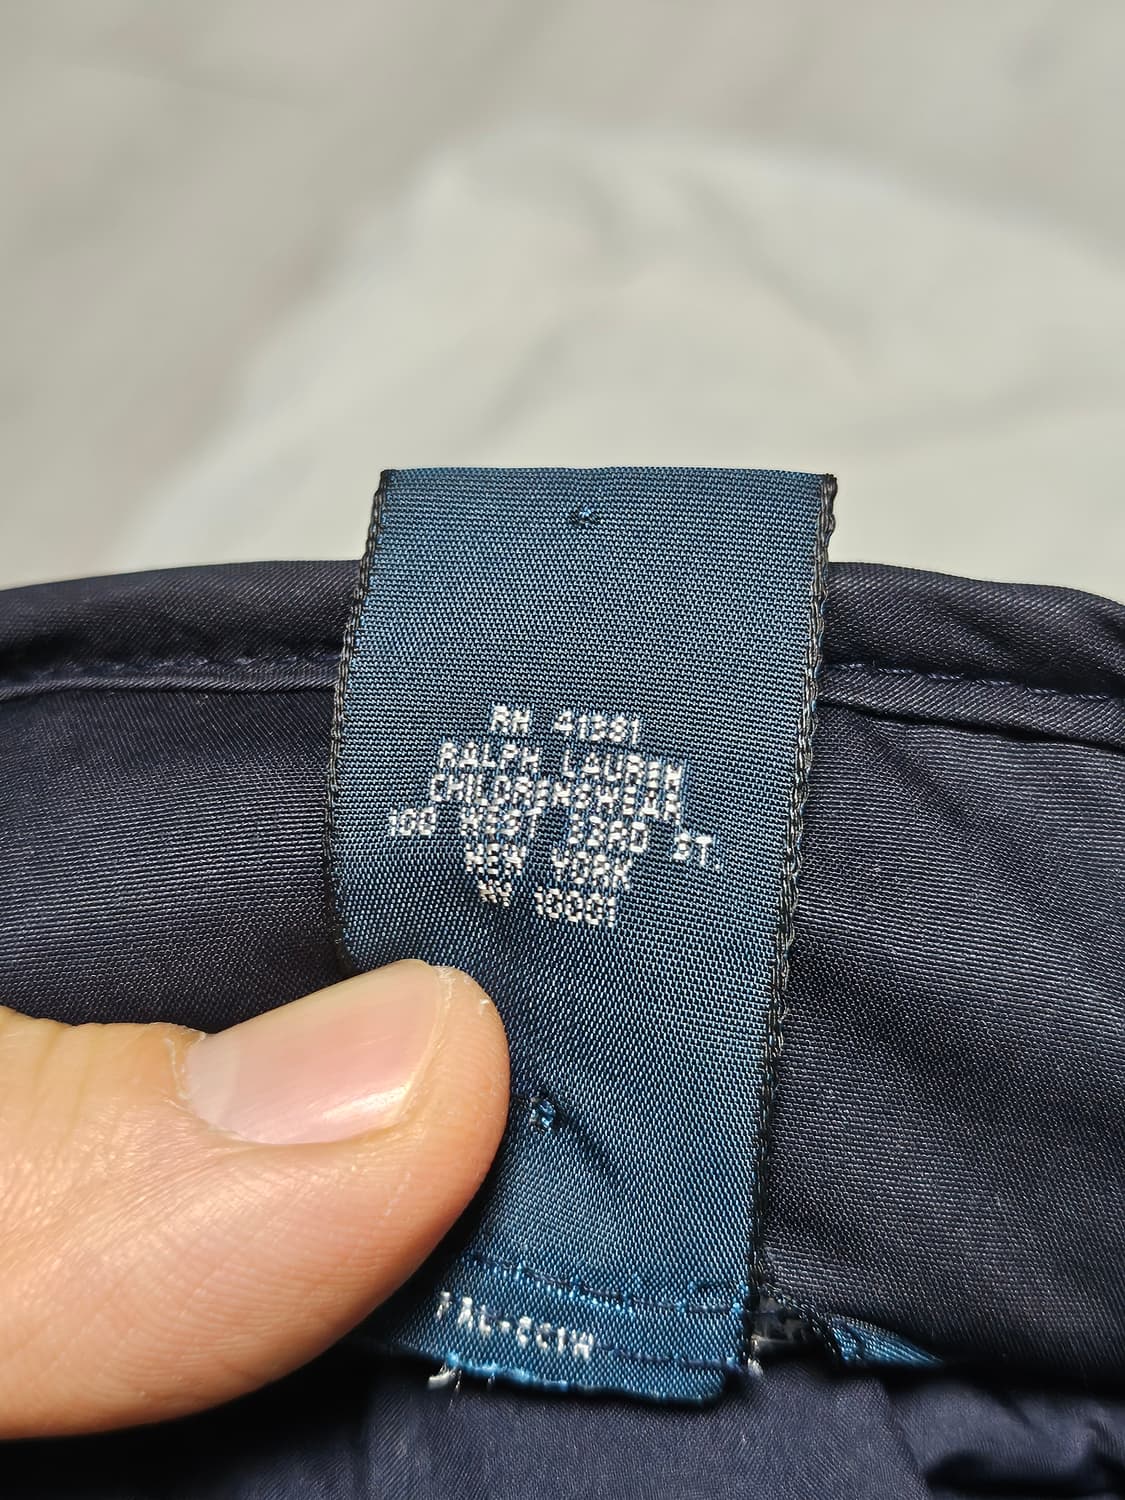 RN 41381
RALPH LAUREN
CHILDRENSWEAR
100 WEST 33RD ST.
NEW YORK
NY 10001